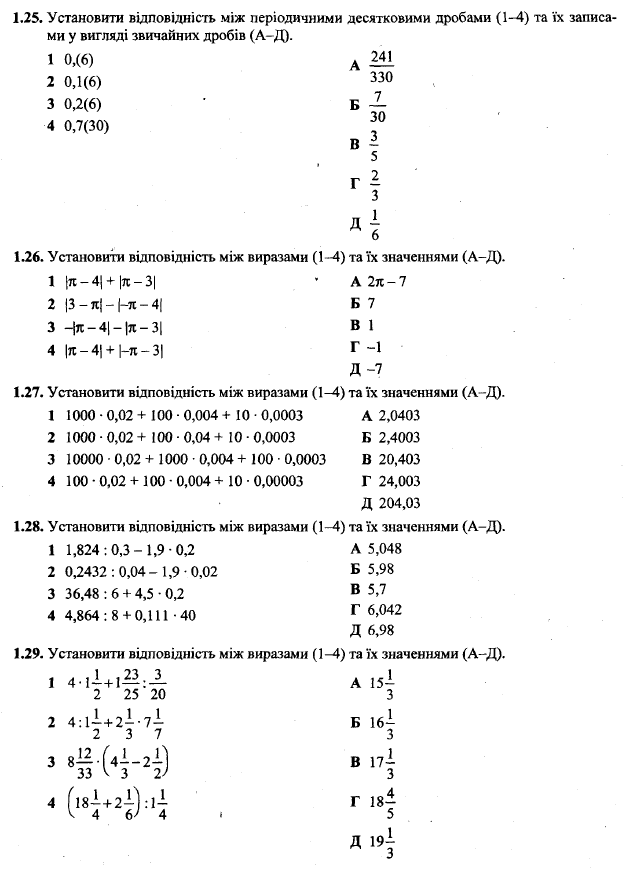 1.25. Установити відповідність між періодичними десятковими дробами (1–4) та їх записа-
ми у вигляді звичайних дробів (А–Д).
1 0,(6)
2 0,1(6)
3 0,2(6)
4 0,7(30)
А 241/330
Б 7/30
В 3/5
Г 2/3
Д 1/6
1.26. Установити відповідність між виразами (1–4) та їх значеннями (А–Д).
1 |π – 4| + |π – 3|
2 |3 – π| – |–π – 4|
3 –|π – 4| – |π – 3|
4 |π – 4| + |–π – 3|
А 2π – 7
Б 7
В 1
Г –1
Д –7
1.27. Установити відповідність між виразами (1–4) та їх значеннями (А–Д).
1 1000 · 0,02 + 100 · 0,004 + 10 · 0,0003
2 1000 · 0,02 + 100 · 0,04 + 10 · 0,0003
3 10000 · 0,02 + 1000 · 0,004 + 100 · 0,0003
4 100 · 0,02 + 100 · 0,004 + 10 · 0,00003
А 2,0403
Б 2,4003
В 20,403
Г 24,003
Д 204,03
1.28. Установити відповідність між виразами (1–4) та їх значеннями (А–Д).
1 1,824 : 0,3 – 1,9 · 0,2
2 0,2432 : 0,04 – 1,9 · 0,02
3 36,48 : 6 + 4,5 · 0,2
4 4,864 : 8 + 0,111 · 40
А 5,048
Б 5,98
В 5,7
Г 6,042
Д 6,98
1.29. Установити відповідність між виразами (1–4) та їх значеннями (А–Д).
1 4 · 1 1/2 + 1 23/25 : 3/20
2 4 : 1 1/2 + 2 1/3 · 7 1/7
3 8 12/33 · (4 1/3 – 2 1/2)
4 (18 1/4 + 2 1/6) : 1 1/4
А 15 1/3
Б 16 1/3
В 17 1/3
Г 18 4/5
Д 19 1/3